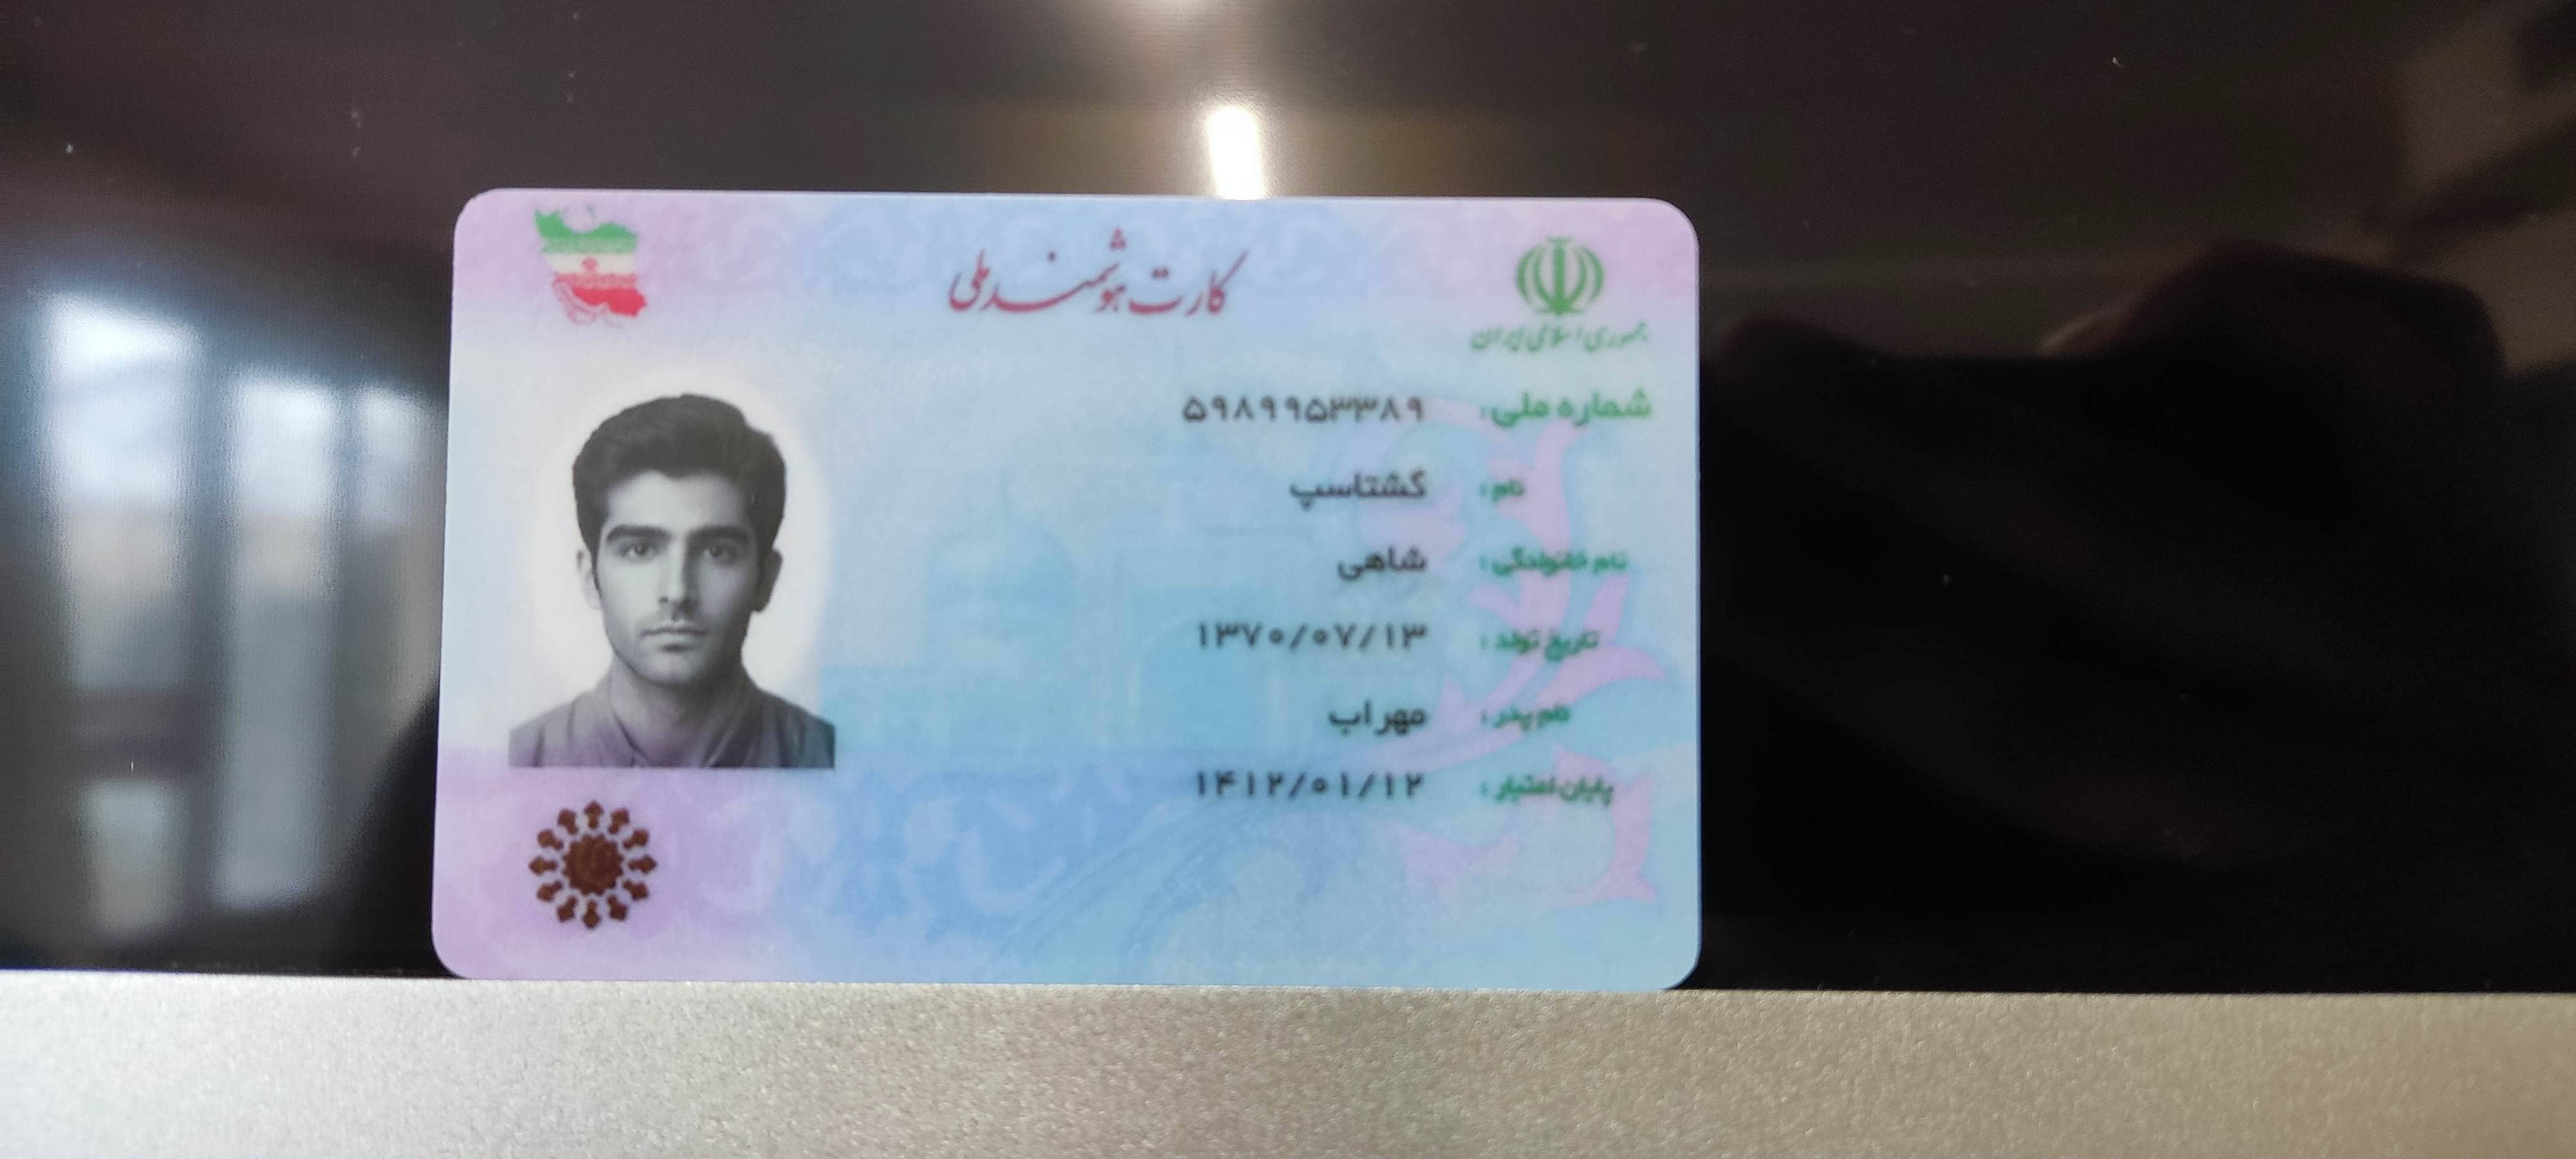 کارت هوشمند ملی
جمهوری اسلامی ایران
شماره ملی: ۵۹۸۹۹۵۳۳۸۹
نام: گشتاسپ
نام خانوادگی: شاهی
تاریخ تولد: ۱۳۷۰/۰۷/۱۳
نام پدر: مهراب
پایان اعتبار: ۱۴۱۲/۰۱/۱۲